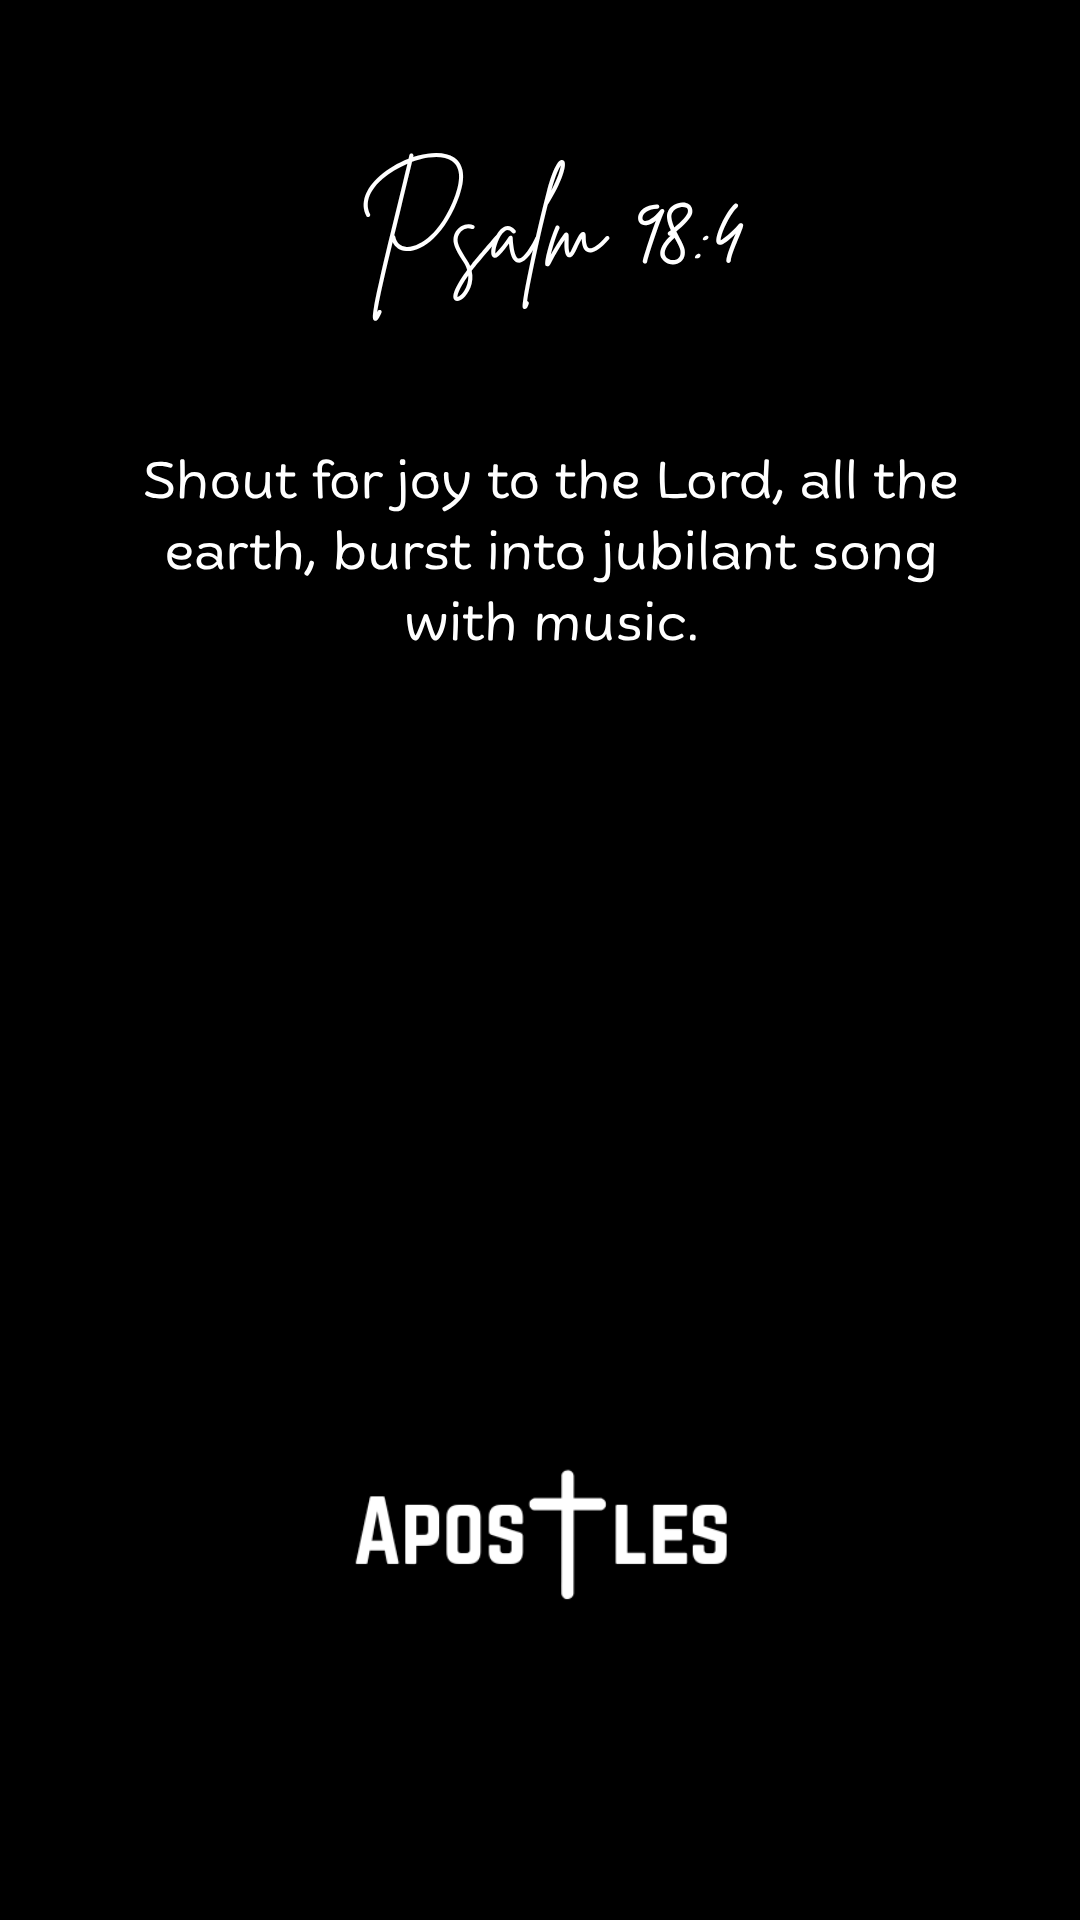 Psalm 98:4
Shout for joy to the Lord, all the
earth, burst into jubilant song
with music.
APOSTLES